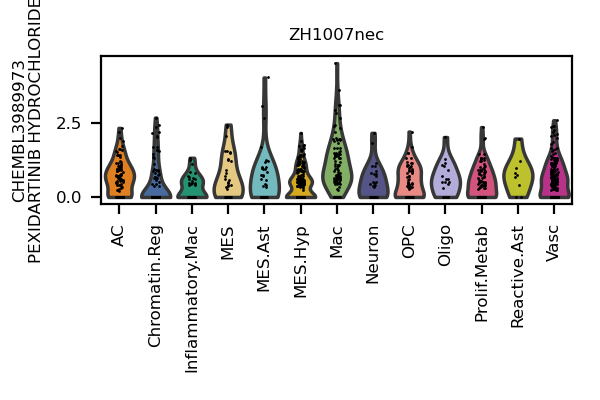 ZH1007nec
CHEMBL3989973
PEXIDARTINIB HYDROCHLORIDE
2.5
0.0
AC
Chromatin.Reg
Inflammatory.Mac
MES
MES.Ast
MES.Hyp
Mac
Neuron
OPC
Oligo
Prolif.Metab
Reactive.Ast
Vasc